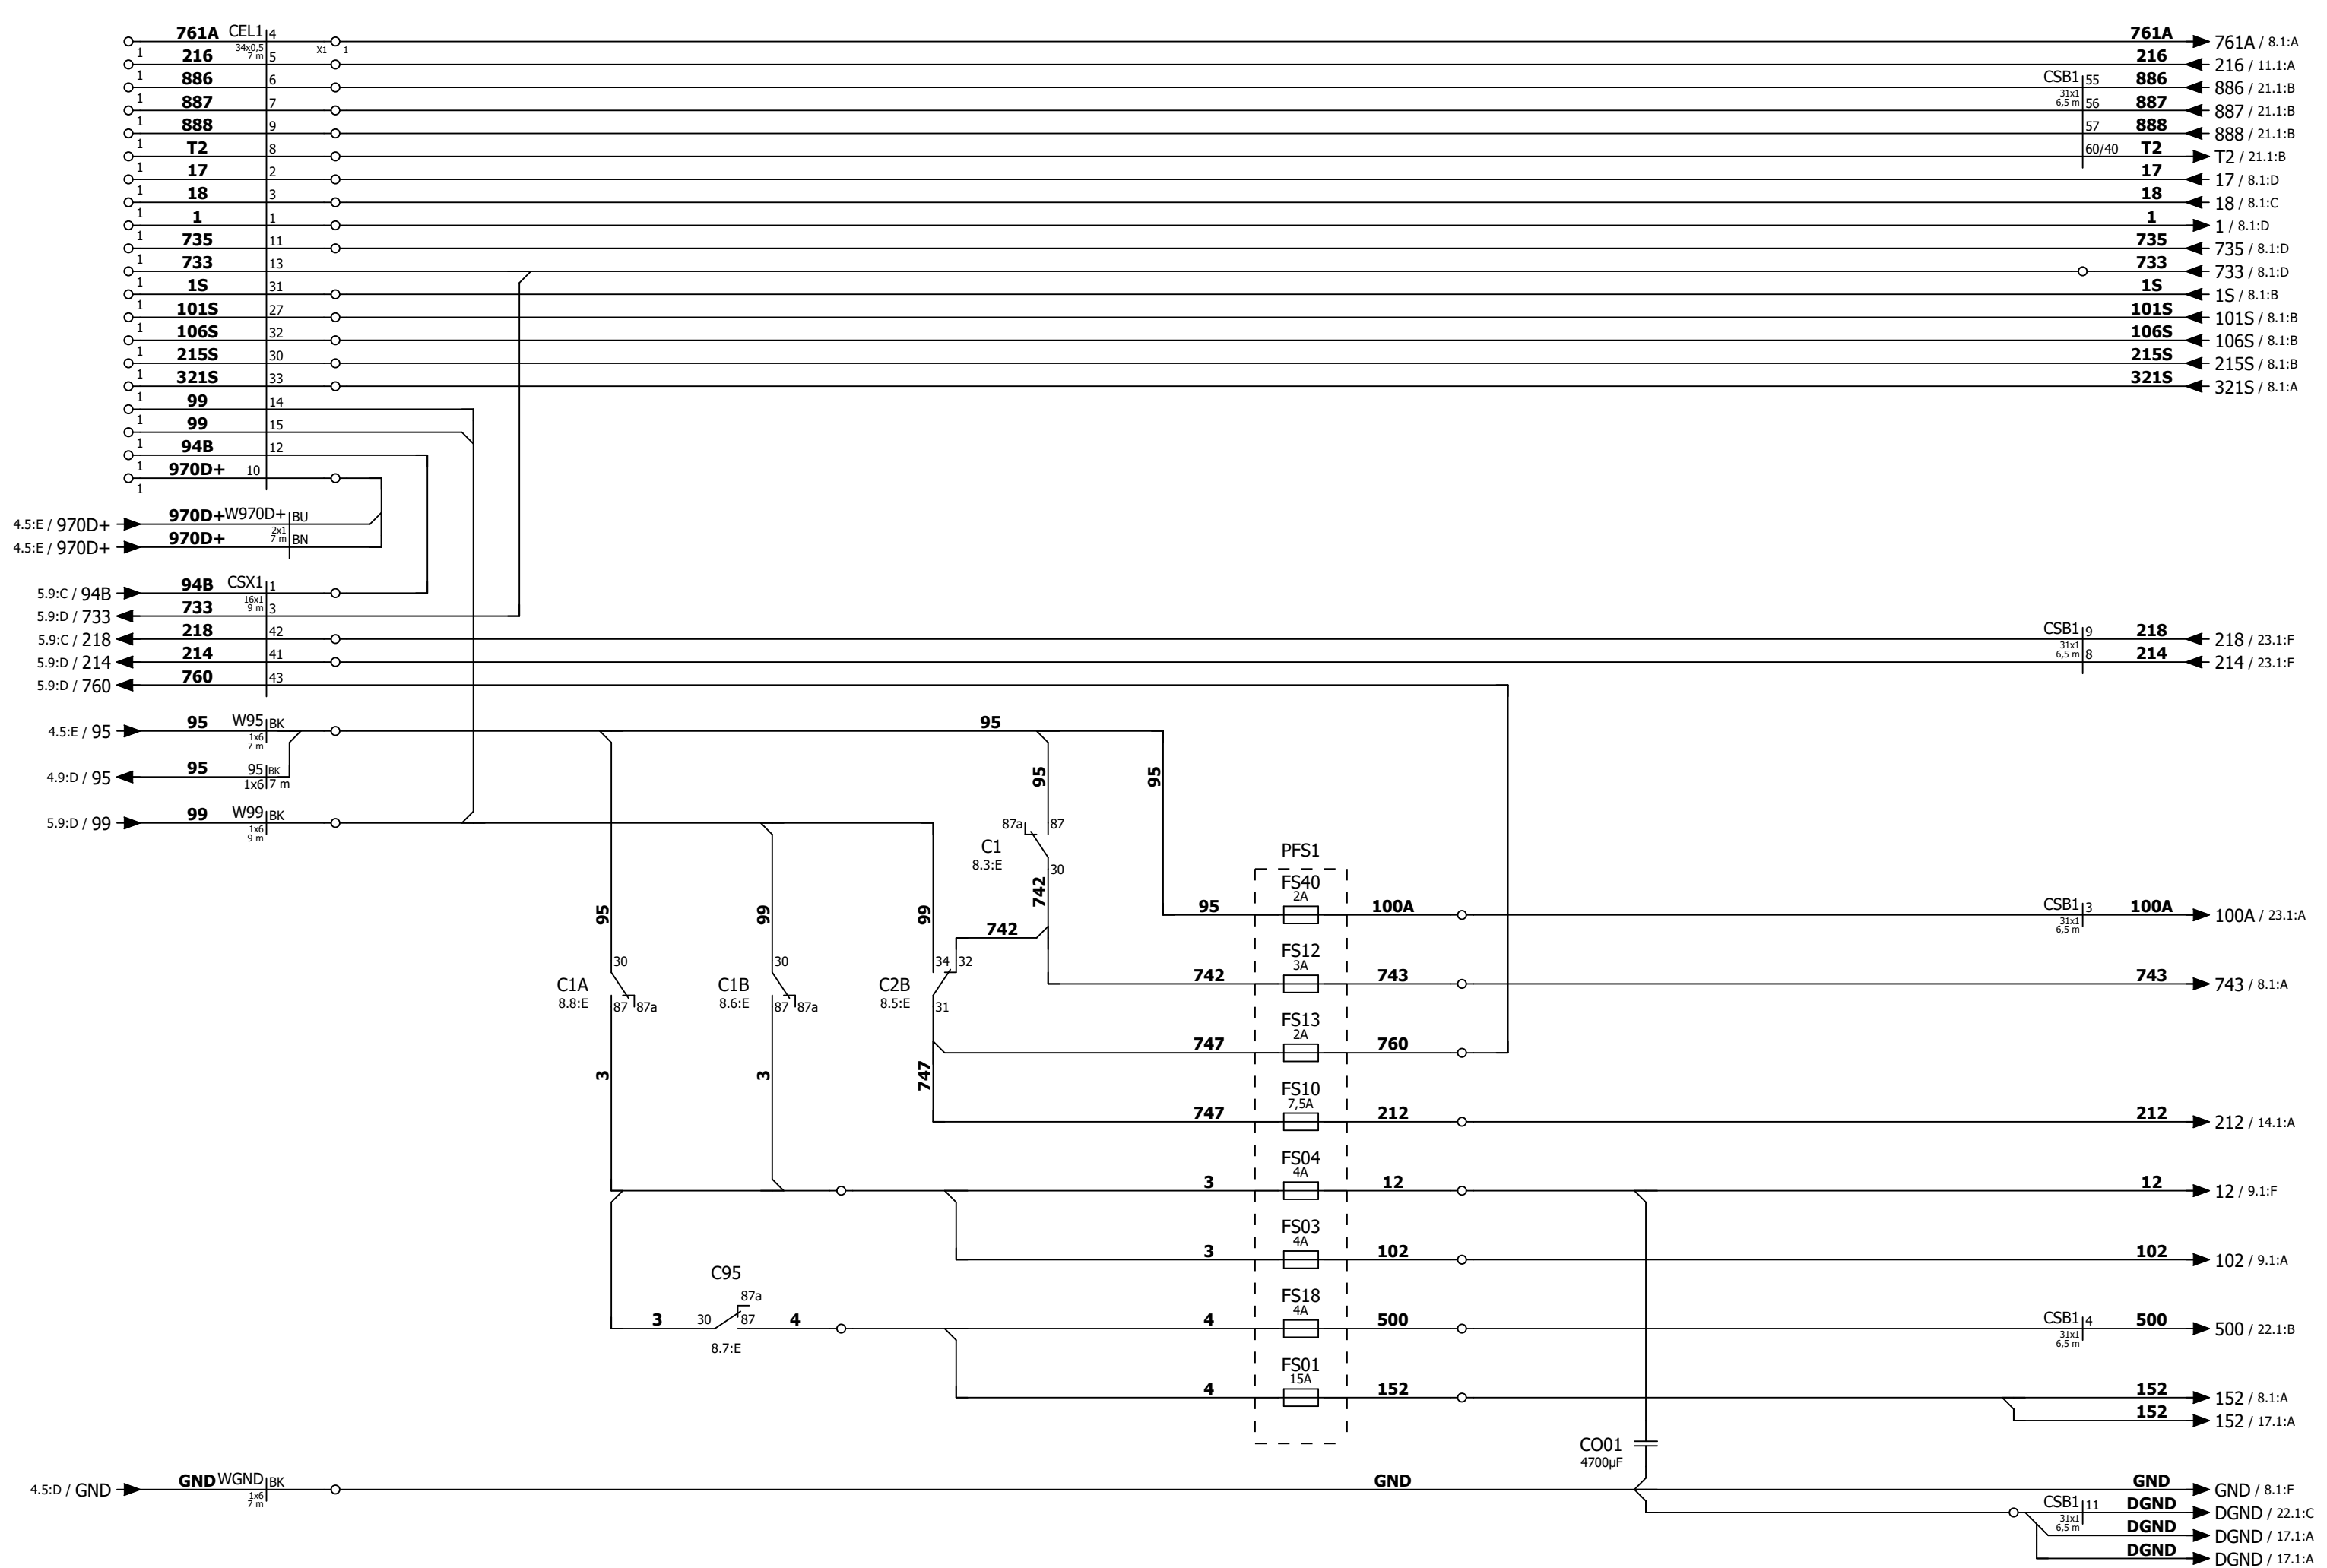 761A CEL1 4 761A 761A / 8.1:A
1 34x0,5 7 m X1 1
216 5 216 216 / 11.1:A
1 886 6 CSB1 55 886 886 / 21.1:B
31x1 6,5 m
1 887 7 56 887 887 / 21.1:B
1 888 9 57 888 888 / 21.1:B
1 T2 8 60/40 T2 T2 / 21.1:B
1 17 2 17 17 / 8.1:D
1 18 3 18 18 / 8.1:C
1 1 1 1 1 / 8.1:D
1 735 11 735 735 / 8.1:D
1 733 13 733 733 / 8.1:D
1 1S 31 1S 1S / 8.1:B
1 101S 27 101S 101S / 8.1:B
1 106S 32 106S 106S / 8.1:B
1 215S 30 215S 215S / 8.1:B
1 321S 33 321S 321S / 8.1:A
1 99 14
1 99 15
1 94B 12
1 970D+ 10
1
4.5:E / 970D+ 970D+ W970D+ BU
2x1 7 m
4.5:E / 970D+ 970D+ BN
5.9:C / 94B 94B CSX1 1
16x1 9 m
5.9:D / 733 733 3
5.9:C / 218 218 42 CSB1 9 218 218 / 23.1:F
31x1 6,5 m
5.9:D / 214 214 41 8 214 214 / 23.1:F
5.9:D / 760 760 43
4.5:E / 95 95 W95 BK 95
1x6 7 m
4.9:D / 95 95 95 BK 95 95
1x6 7 m
5.9:D / 99 99 W99 BK 87a 87
1x6 9 m
C1 PFS1
8.3:E 30
742
FS40
2A
95 99 99 95 100A CSB1 3 100A 100A / 23.1:A
31x1 6,5 m
742
FS12
30 30 34 32 3A
742 743 743 743 / 8.1:A
C1A C1B C2B
8.8:E 8.6:E 8.5:E
87 87a 87 87a 31
FS13
2A
747 760
3 3 747
FS10
7,5A
747 212 212 212 / 14.1:A
FS04
4A
3 12 12 12 / 9.1:F
FS03
4A
3 102 102 102 / 9.1:A
C95
87a
FS18
4A
3 30 87 4 4 500 CSB1 4 500 500 / 22.1:B
31x1 6,5 m
8.7:E
FS01
15A
4 152 152 152 / 8.1:A
152 152 / 17.1:A
CO01
4700µF
4.5:D / GND GND WGND BK GND GND GND / 8.1:F
1x6 7 m
CSB1 11 DGND DGND / 22.1:C
31x1 6,5 m
DGND DGND / 17.1:A
DGND DGND / 17.1:A